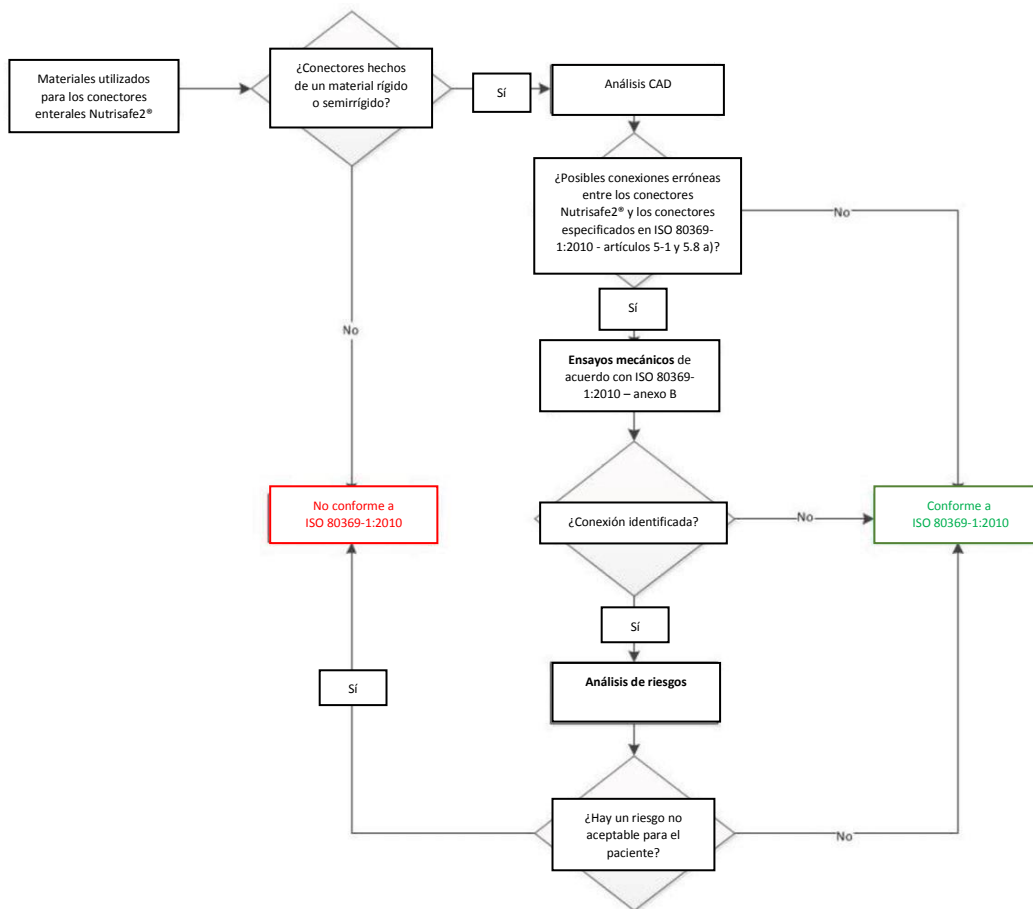 Materiales utilizados
para los conectores
enterales Nutrisafe2®
¿Conectores hechos
de un material rígido
o semirrígido?
Sí
Análisis CAD
¿Posibles conexiones erróneas
entre los conectores
Nutrisafe2® y los conectores
especificados en ISO 80369-
1:2010 - artículos 5-1 y 5.8 a)?
No
Sí
No
Ensayos mecánicos de
acuerdo con ISO 80369-
1:2010 – anexo B
No conforme a
ISO 80369-1:2010
¿Conexión identificada?
No
Conforme a
ISO 80369-1:2010
Sí
Análisis de riesgos
Sí
¿Hay un riesgo no
aceptable para el
paciente?
No